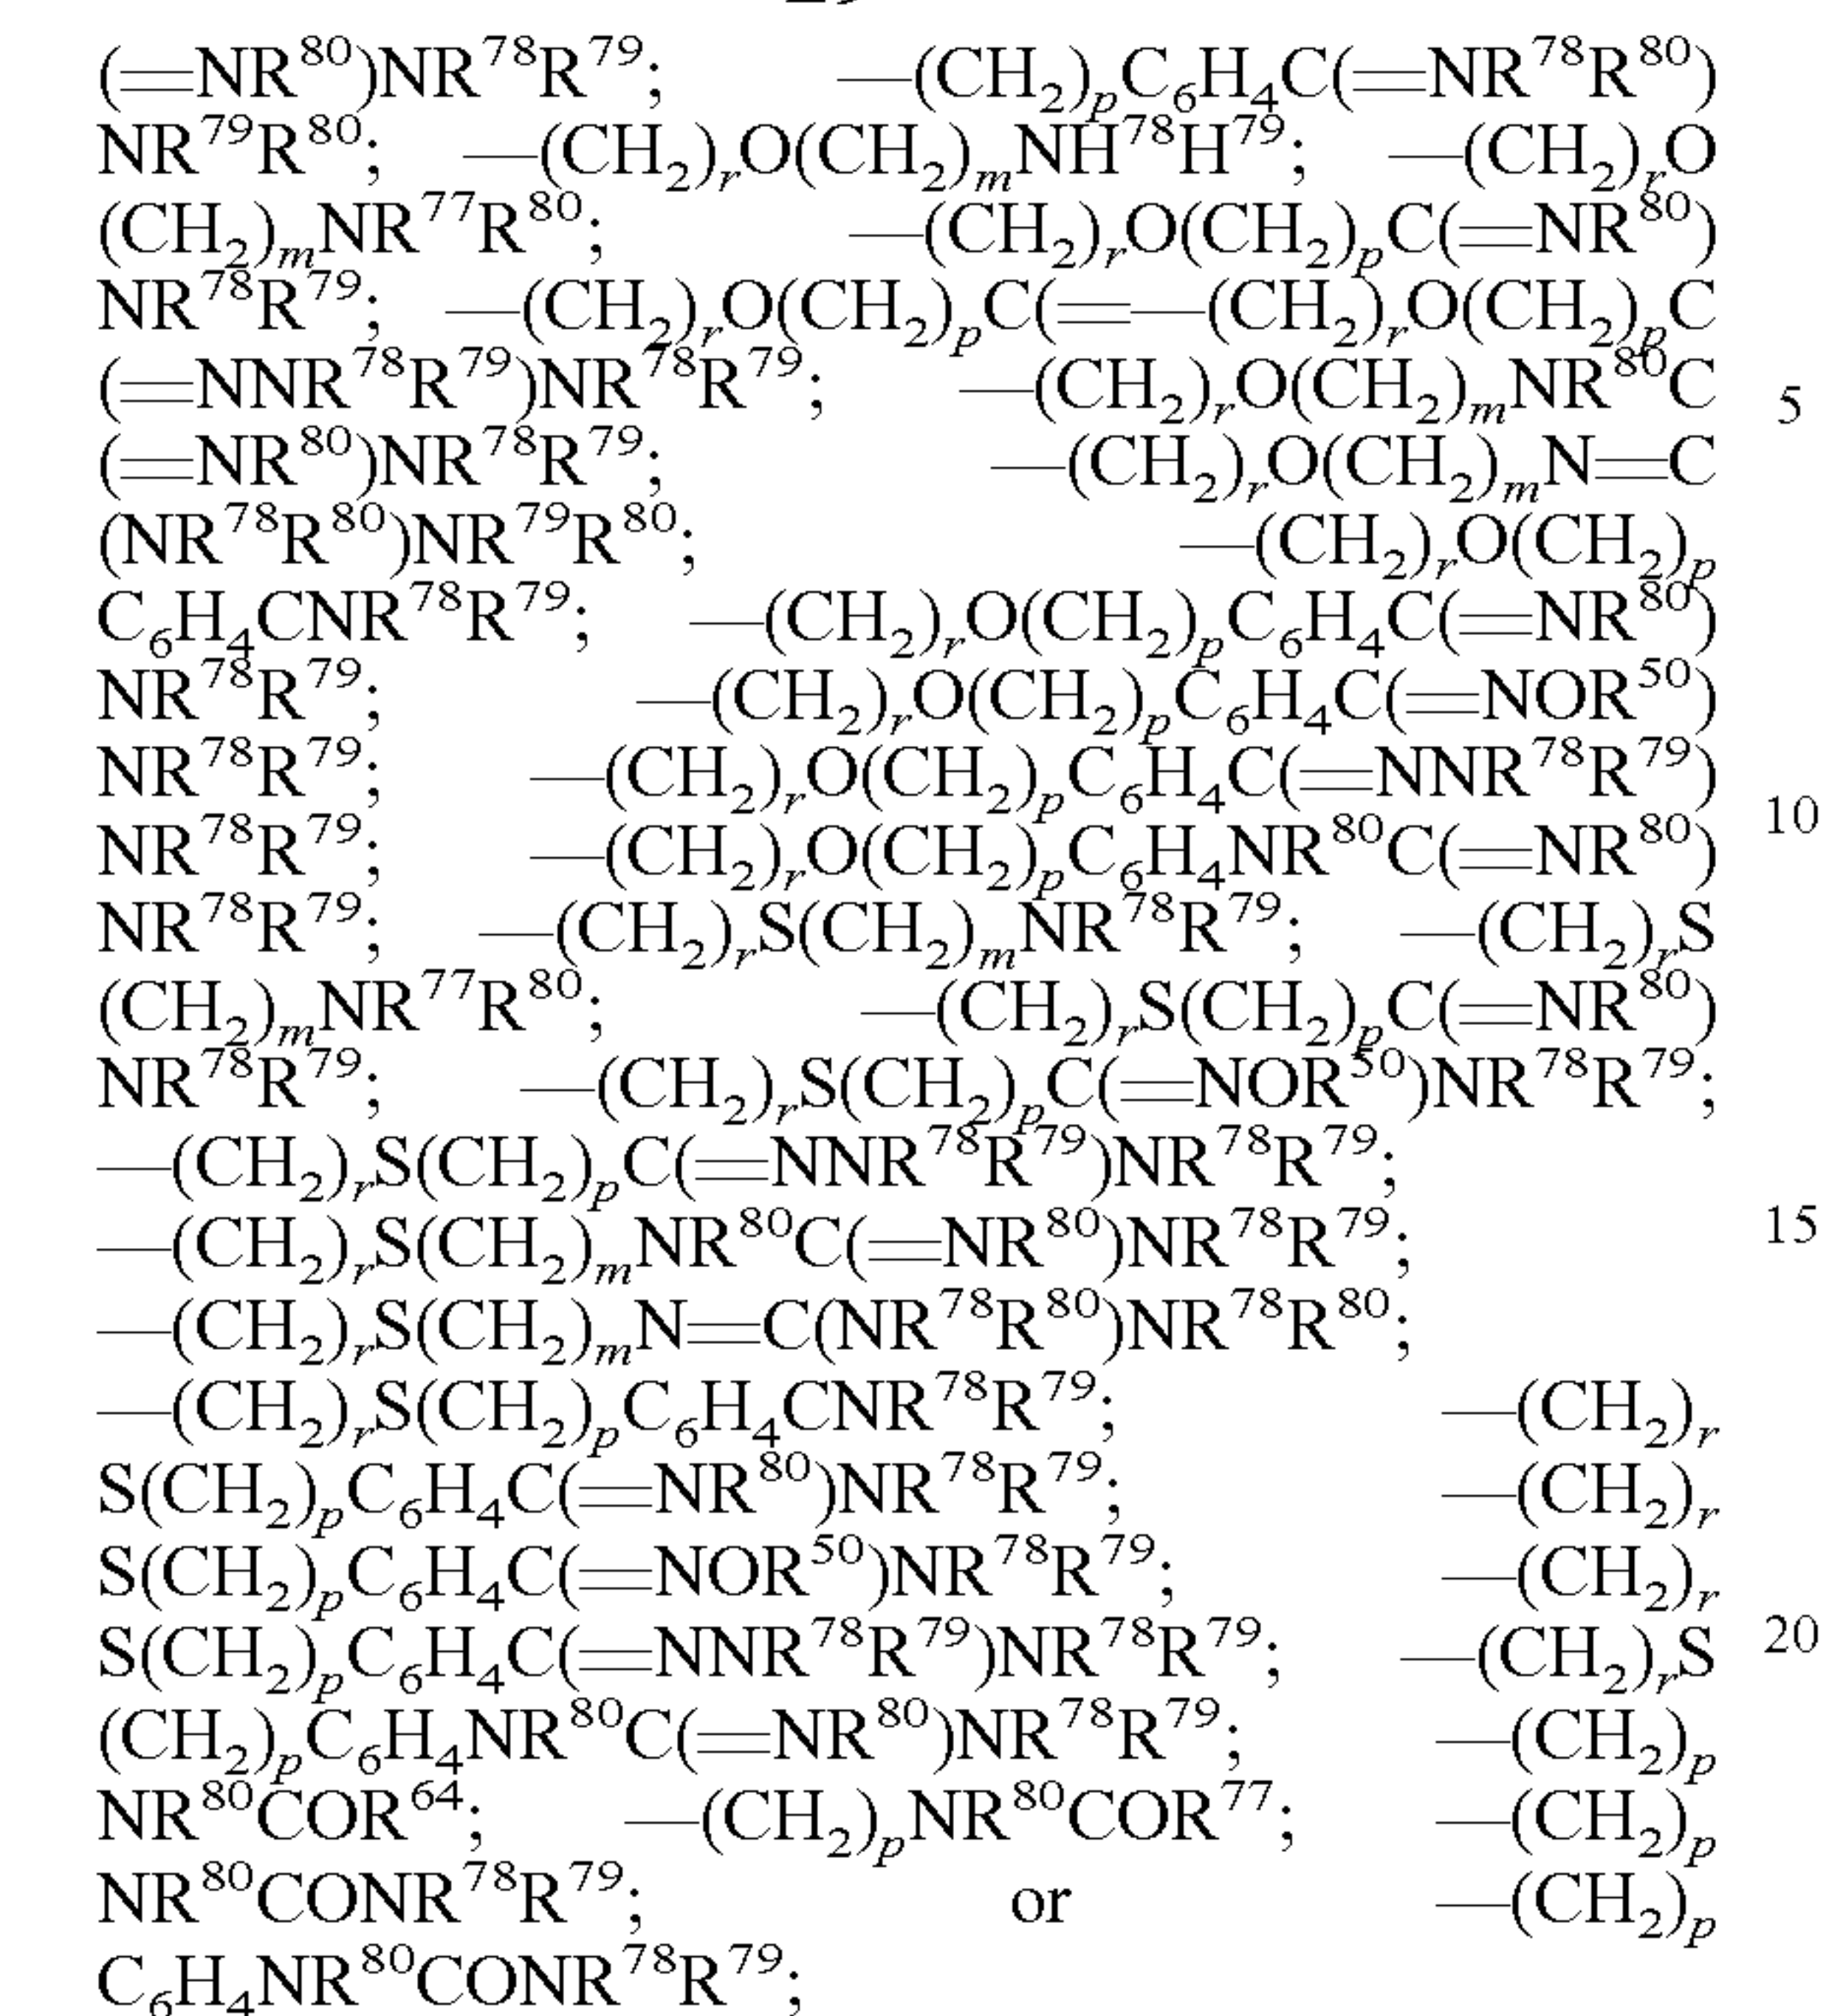 (═NR⁸⁰)NR⁷⁸R⁷⁹; —(CH₂)ₚC₆H₄C(═NR⁷⁸R⁸⁰)
NR⁷⁹R⁸⁰; —(CH₂)ᵣO(CH₂)ₘNH⁷⁸H⁷⁹; —(CH₂)ᵣO
(CH₂)ₘNR⁷⁷R⁸⁰; —(CH₂)ᵣO(CH₂)ₚC(═NR⁸⁰)
NR⁷⁸R⁷⁹; —(CH₂)ᵣO(CH₂)ₚC(═—(CH₂)ᵣO(CH₂)ₚC
(═NNR⁷⁸R⁷⁹)NR⁷⁸R⁷⁹; —(CH₂)ᵣO(CH₂)ₘNR⁸⁰C 5
(═NR⁸⁰)NR⁷⁸R⁷⁹; —(CH₂)ᵣO(CH₂)ₘN═C
(NR⁷⁸R⁸⁰)NR⁷⁹R⁸⁰; —(CH₂)ᵣO(CH₂)ₚ
C₆H₄CNR⁷⁸R⁷⁹; —(CH₂)ᵣO(CH₂)ₚC₆H₄C(═NR⁸⁰)
NR⁷⁸R⁷⁹; —(CH₂)ᵣO(CH₂)ₚC₆H₄C(═NOR⁵⁰)
NR⁷⁸R⁷⁹; —(CH₂)ᵣO(CH₂)ₚC₆H₄C(═NNR⁷⁸R⁷⁹) 10
NR⁷⁸R⁷⁹; —(CH₂)ᵣO(CH₂)ₚC₆H₄NR⁸⁰C(═NR⁸⁰)
NR⁷⁸R⁷⁹; —(CH₂)ᵣS(CH₂)ₘNR⁷⁸R⁷⁹; —(CH₂)ᵣS
(CH₂)ₘNR⁷⁷R⁸⁰; —(CH₂)ᵣS(CH₂)ₚC(═NR⁸⁰)
NR⁷⁸R⁷⁹; —(CH₂)ᵣS(CH₂)ₚC(═NOR⁵⁰)NR⁷⁸R⁷⁹;
—(CH₂)ᵣS(CH₂)ₚC(═NNR⁷⁸R⁷⁹)NR⁷⁸R⁷⁹;
—(CH₂)ᵣS(CH₂)ₘNR⁸⁰C(═NR⁸⁰)NR⁷⁸R⁷⁹; 15
—(CH₂)ᵣS(CH₂)ₘN═C(NR⁷⁸R⁸⁰)NR⁷⁸R⁸⁰;
—(CH₂)ᵣS(CH₂)ₚC₆H₄CNR⁷⁸R⁷⁹; —(CH₂)ᵣ
S(CH₂)ₚC₆H₄C(═NR⁸⁰)NR⁷⁸R⁷⁹; —(CH₂)ᵣ
S(CH₂)ₚC₆H₄C(═NOR⁵⁰)NR⁷⁸R⁷⁹; —(CH₂)ᵣ
S(CH₂)ₚC₆H₄C(═NNR⁷⁸R⁷⁹)NR⁷⁸R⁷⁹; —(CH₂)ᵣS 20
(CH₂)ₚC₆H₄NR⁸⁰C(═NR⁸⁰)NR⁷⁸R⁷⁹; —(CH₂)ₚ
NR⁸⁰COR⁶⁴; —(CH₂)ₚNR⁸⁰COR⁷⁷; —(CH₂)ₚ
NR⁸⁰CONR⁷⁸R⁷⁹; or —(CH₂)ₚ
C₆H₄NR⁸⁰CONR⁷⁸R⁷⁹;